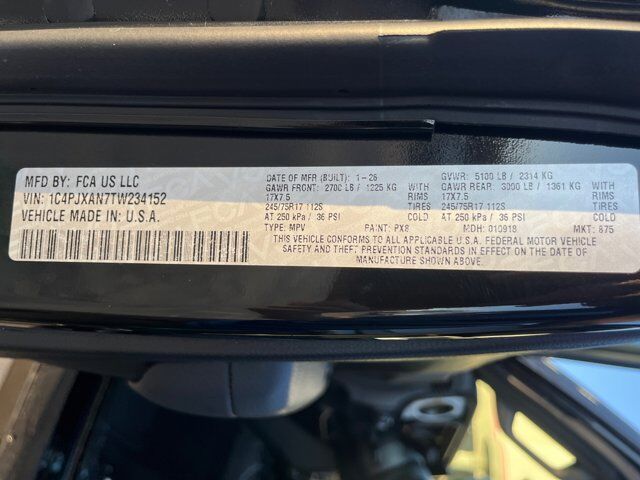 MFD BY: FCA US LLC
VIN: 1C4PJXAN7TW234152
VEHICLE MADE IN U.S.A.
DATE OF MFR (BUILT): 1-26 GVWR: 5100 LB / 2314 KG
GAWR FRONT: 2700 LB / 1225 KG GAWR REAR: 3000 LB / 1361 KG
17X7.5 RIMS 17X7.5 RIMS
245/75R17 112S TIRES 245/75R17 112S TIRES
AT 250 kPa / 36 PSI COLD AT 250 kPa / 36 PSI COLD
TYPE: MPV PAINT: PX8 MDH: 010918 MKT: 875
THIS VEHICLE CONFORMS TO ALL APPLICABLE U.S.A. FEDERAL MOTOR VEHICLE
SAFETY AND THEFT PREVENTION STANDARDS IN EFFECT ON THE DATE OF
MANUFACTURE SHOWN ABOVE.